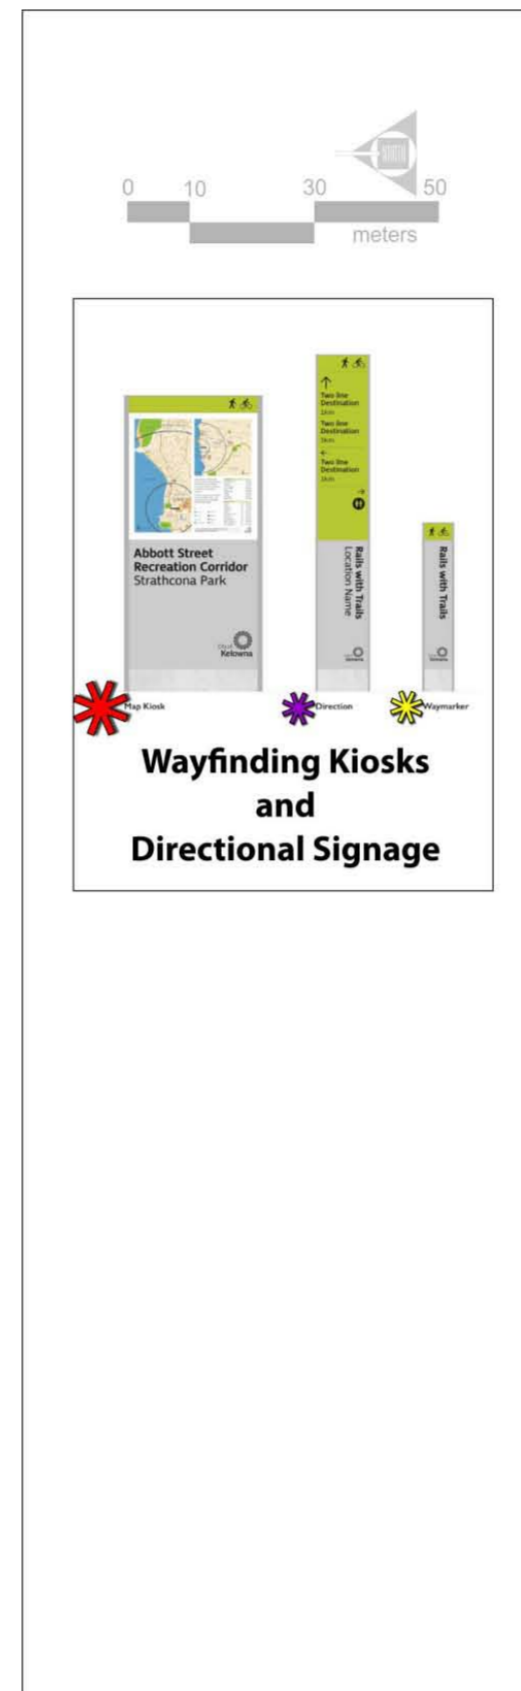 NORTH
0 10 30 50
meters
Two line
Destination
Two line
Destination
Two line
Destination
Abbott Street
Recreation Corridor
Strathcona Park
City of
Kelowna
Rails with Trails
Location Name
Rails with Trails
Map Kiosk
Direction
Waymarker
Wayfinding Kiosks
and
Directional Signage